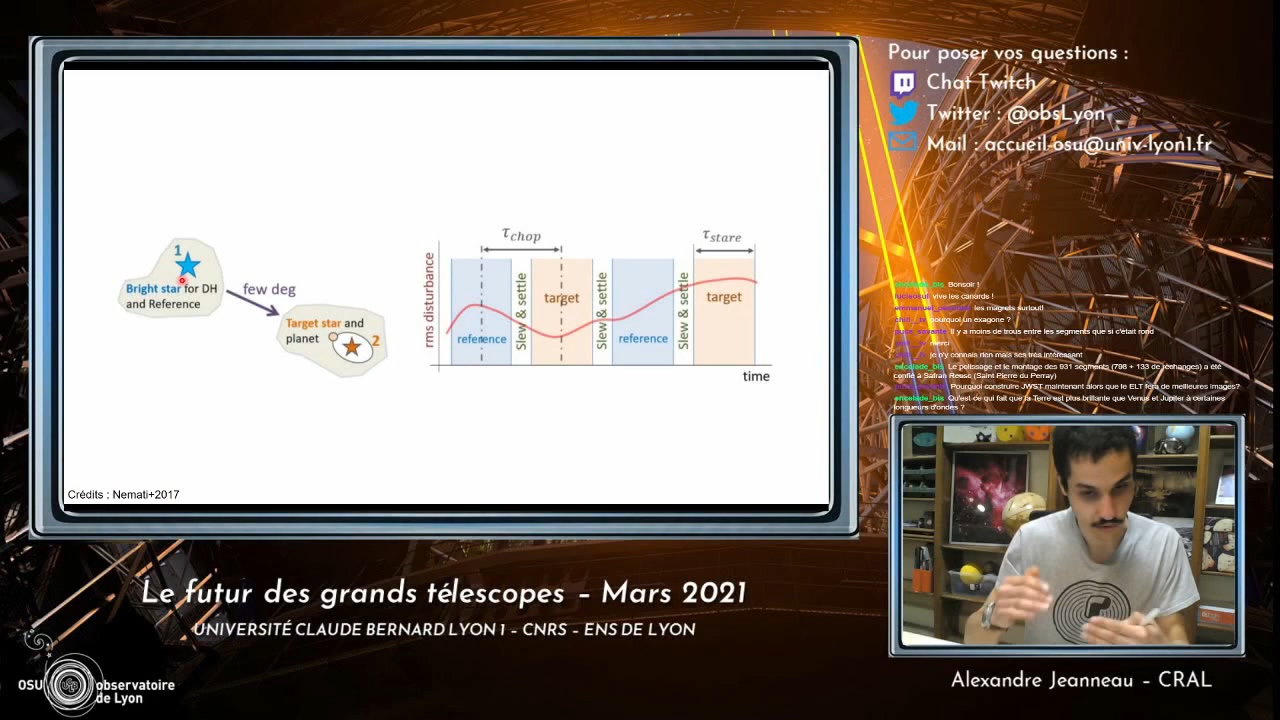 Pour poser vos questions :
Chat Twitch
Twitter : @obsLyon
Mail : accueil-osu@univ-lyon1.fr
1
Bright star for DH
and Reference
few deg
Target star and
planet
2
τchop
τstare
rms disturbance
reference
Slew & settle
target
Slew & settle
reference
Slew & settle
target
time
Crédits : Nemati+2017
Bonsoir !
vive les canards !
les magrets surtout!
pourquoi un exagone ?
Il y a moins de trous entre les segments que si c'était rond
merci
je n'y connais rien mais ses très intéressant
encelade_bis Le polissage et le montage des 931 segments (798 + 133 de rechanges) a été
confié à Safran Reosc (Saint Pierre du Perray)
Pourquoi construire JWST maintenant alors que le ELT fera de meilleures images?
encelade_bis Qu'est-ce qui fait que la Terre est plus brillante que Venus et Jupiter à certaines
longueurs d'ondes ?
Le futur des grands télescopes – Mars 2021
UNIVERSITÉ CLAUDE BERNARD LYON 1 – CNRS – ENS DE LYON
OSU
observatoire
de Lyon
Alexandre Jeanneau – CRAL